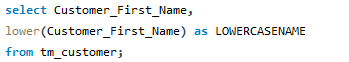 select Customer_First_Name,
lower(Customer_First_Name) as LOWERCASENAME
from tm_customer;